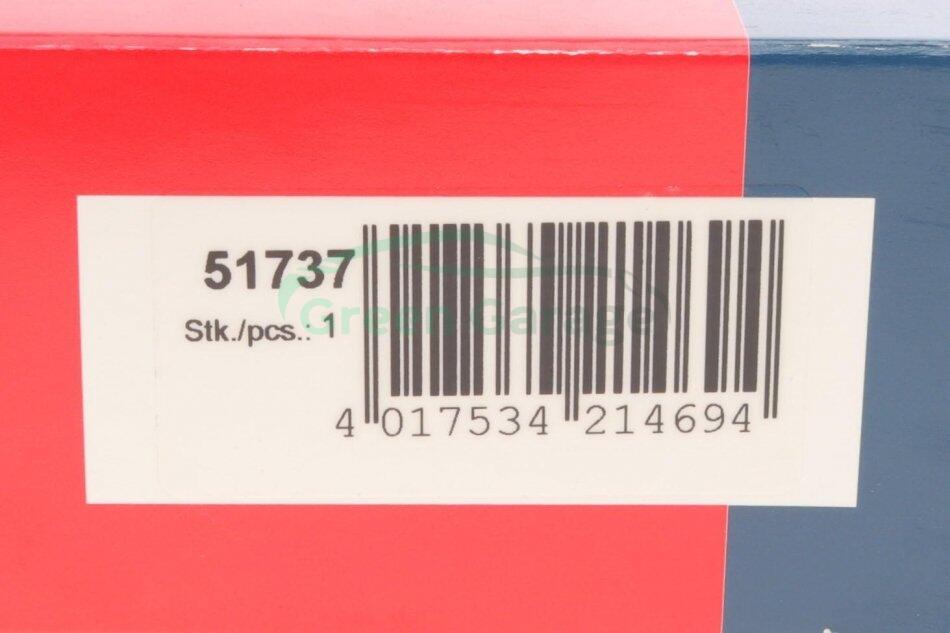 51737
Stk./pcs.: 1
Green Garage
4 017534 214694